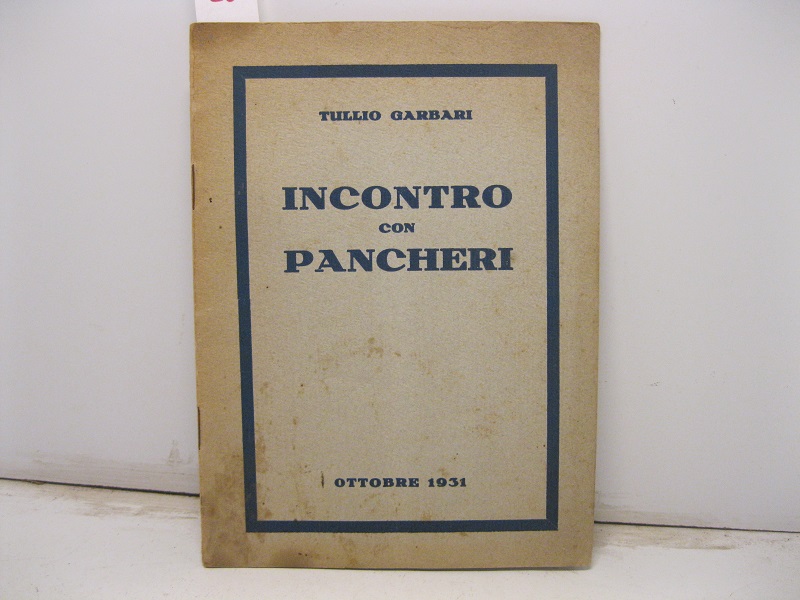 TULLIO GARBARI
INCONTRO
CON
PANCHERI
OTTOBRE 1931